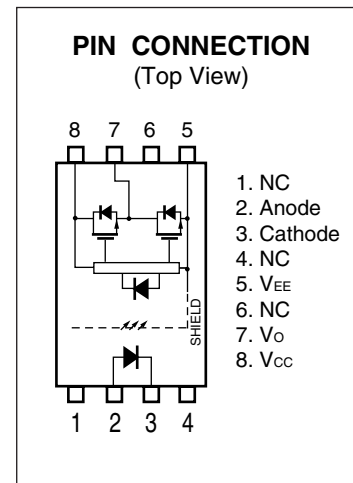 PIN CONNECTION
(Top View)
8 7 6 5
SHIELD
1 2 3 4
1. NC
2. Anode
3. Cathode
4. NC
5. VEE
6. NC
7. VO
8. VCC